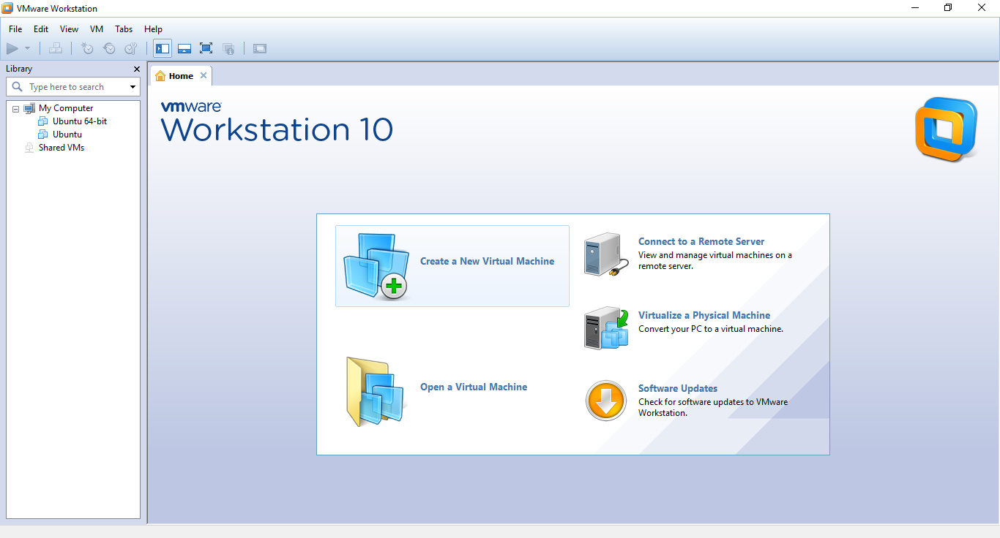 VMware Workstation
File Edit View VM Tabs Help
Library
Type here to search
My Computer
Ubuntu 64-bit
Ubuntu
Shared VMs
Home
vmware
Workstation 10
Create a New Virtual Machine
Open a Virtual Machine
Connect to a Remote Server
View and manage virtual machines on a
remote server.
Virtualize a Physical Machine
Convert your PC to a virtual machine.
Software Updates
Check for software updates to VMware
Workstation.